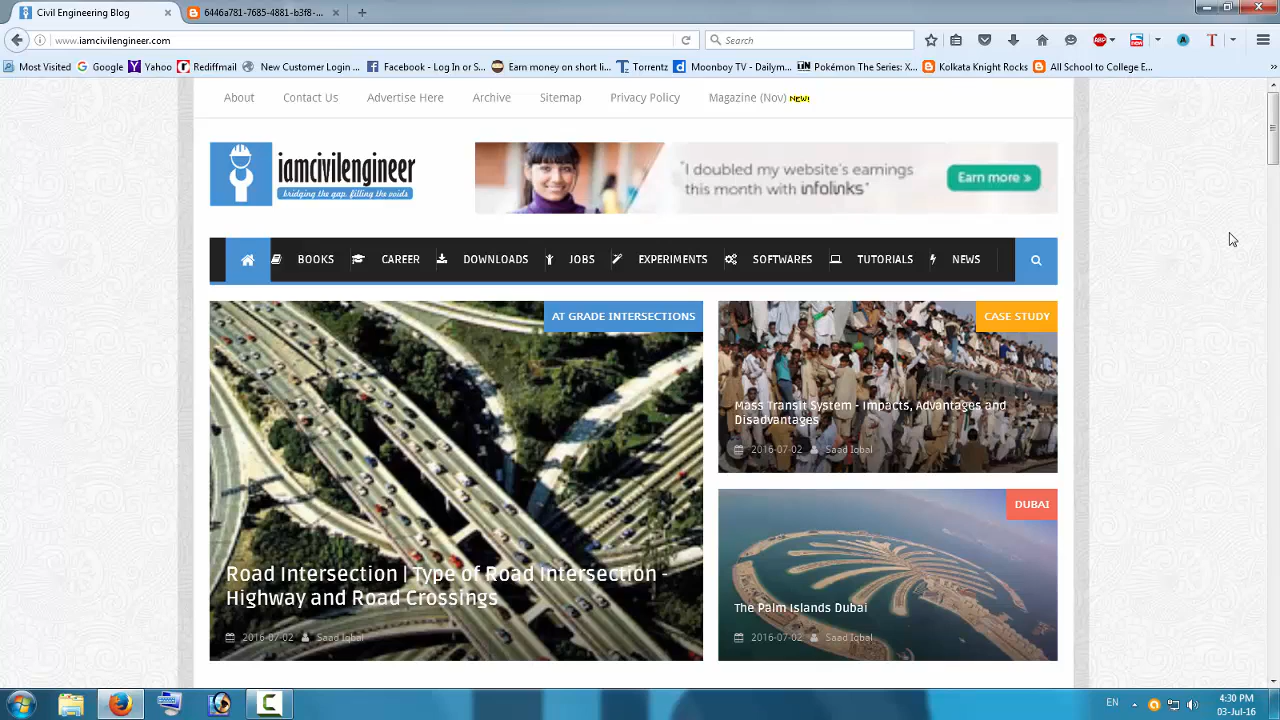 Civil Engineering Blog
6446a781-7685-4881-b3f8-...
www.iamcivilengineer.com
Search
Most Visited Google Yahoo Rediffmail New Customer Login ... Facebook - Log In or S... Earn money on short li... Torrentz Moonboy TV - Dailym... Pokémon The Series: X... Kolkata Knight Rocks All School to College E...
About Contact Us Advertise Here Archive Sitemap Privacy Policy Magazine (Nov) NEW!
iamcivilengineer
bridging the gap, filling the voids
"I doubled my website's earnings
this month with infolinks"
Earn more »
BOOKS CAREER DOWNLOADS JOBS EXPERIMENTS SOFTWARES TUTORIALS NEWS
AT GRADE INTERSECTIONS
Road Intersection | Type of Road Intersection -
Highway and Road Crossings
2016-07-02 Saad Iqbal
CASE STUDY
Mass Transit System - Impacts, Advantages and
Disadvantages
2016-07-02 Saad Iqbal
DUBAI
The Palm Islands Dubai
2016-07-02 Saad Iqbal
EN
4:30 PM
03-Jul-16